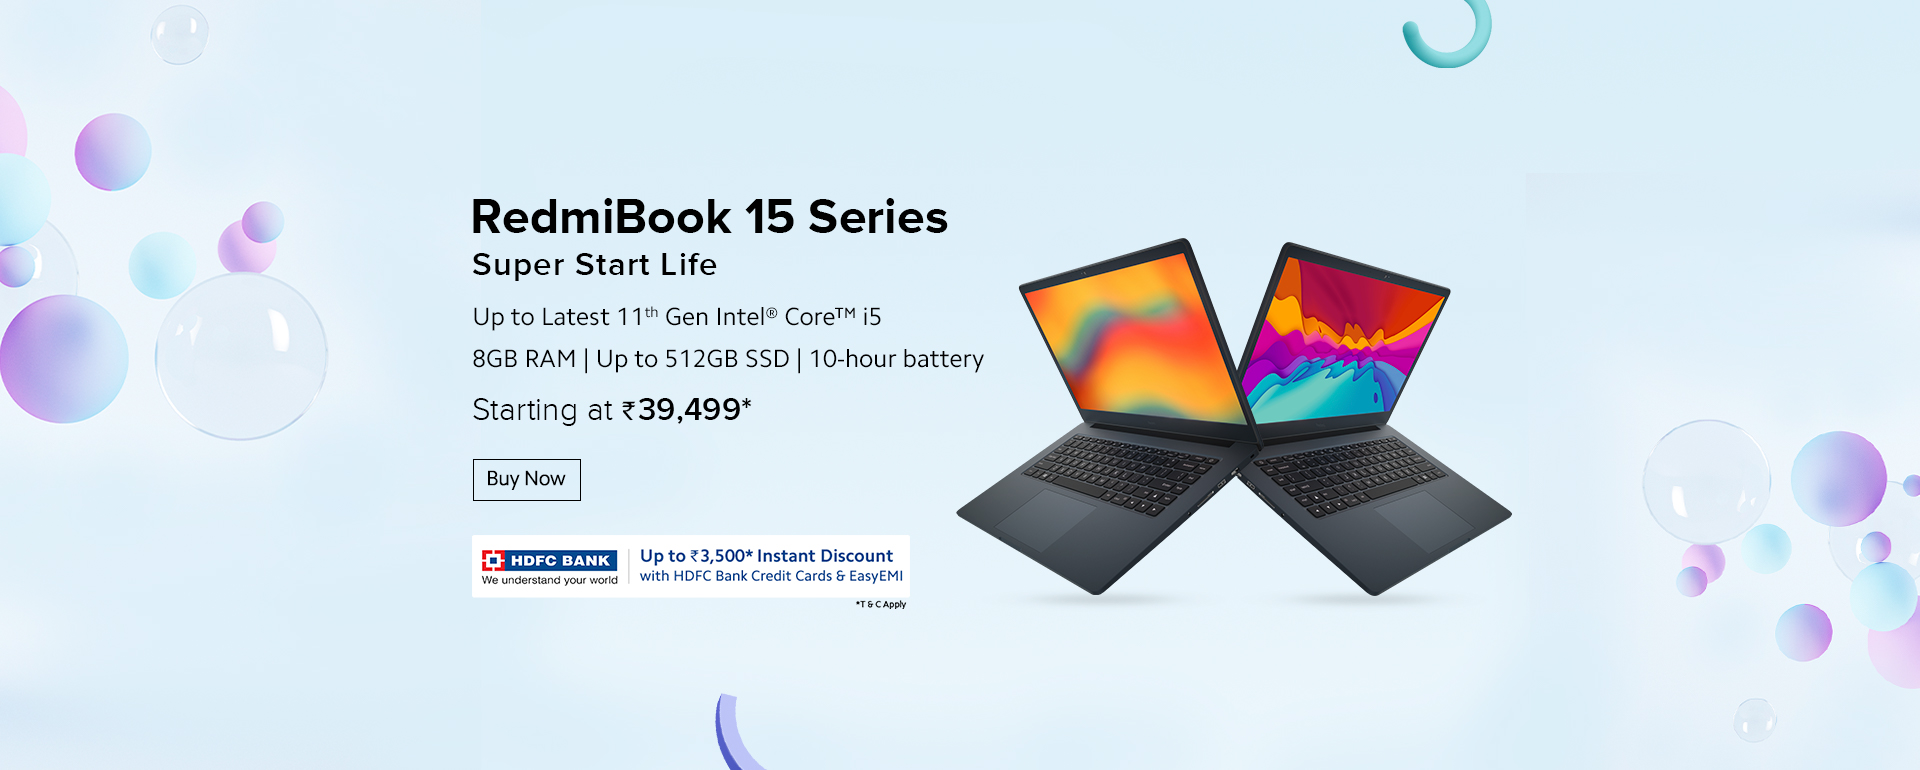 RedmiBook 15 Series
Super Start Life
Up to Latest 11th Gen Intel® Core™ i5
8GB RAM | Up to 512GB SSD | 10-hour battery
Starting at ₹39,499*
Buy Now
HDFC BANK
We understand your world
Up to ₹3,500* Instant Discount
with HDFC Bank Credit Cards & EasyEMI
*T & C Apply